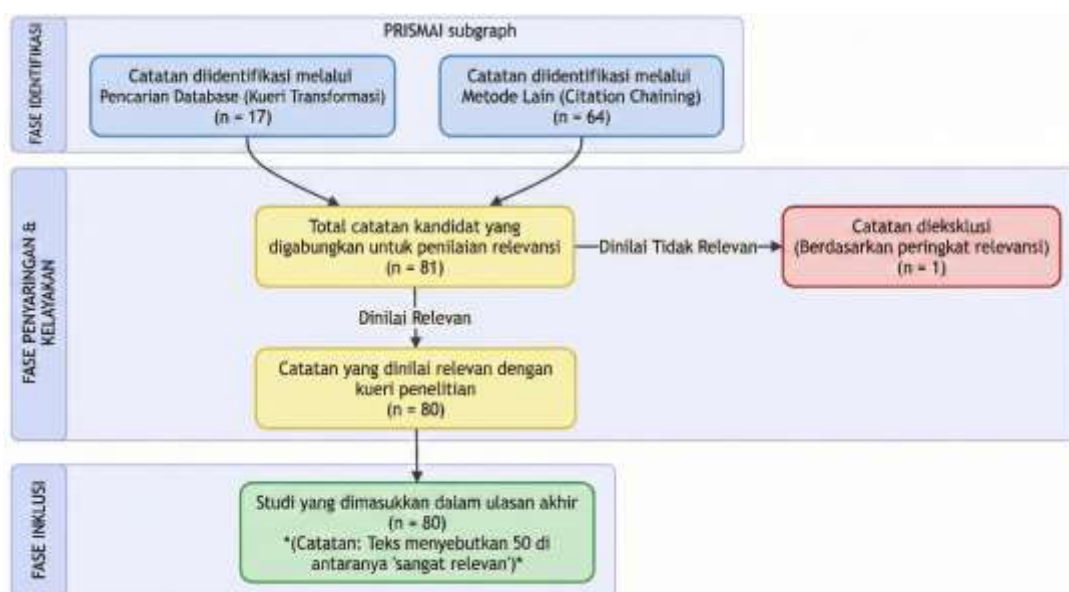 FASE IDENTIFIKASI
PRISMAI subgraph
Catatan diidentifikasi melalui
Pencarian Database (Kueri Transformasi)
(n = 17)
Catatan diidentifikasi melalui
Metode Lain (Citation Chaining)
(n = 64)
FASE PENYARINGAN &
KELAYAKAN
Total catatan kandidat yang
digabungkan untuk penilaian relevansi
(n = 81)
Dinilai Tidak Relevan
Catatan dieksklusi
(Berdasarkan peringkat relevansi)
(n = 1)
Dinilai Relevan
Catatan yang dinilai relevan dengan
kueri penelitian
(n = 80)
FASE INKLUSI
Studi yang dimasukkan dalam ulasan akhir
(n = 80)
*(Catatan: Teks menyebutkan 50 di
antaranya 'sangat relevan')*